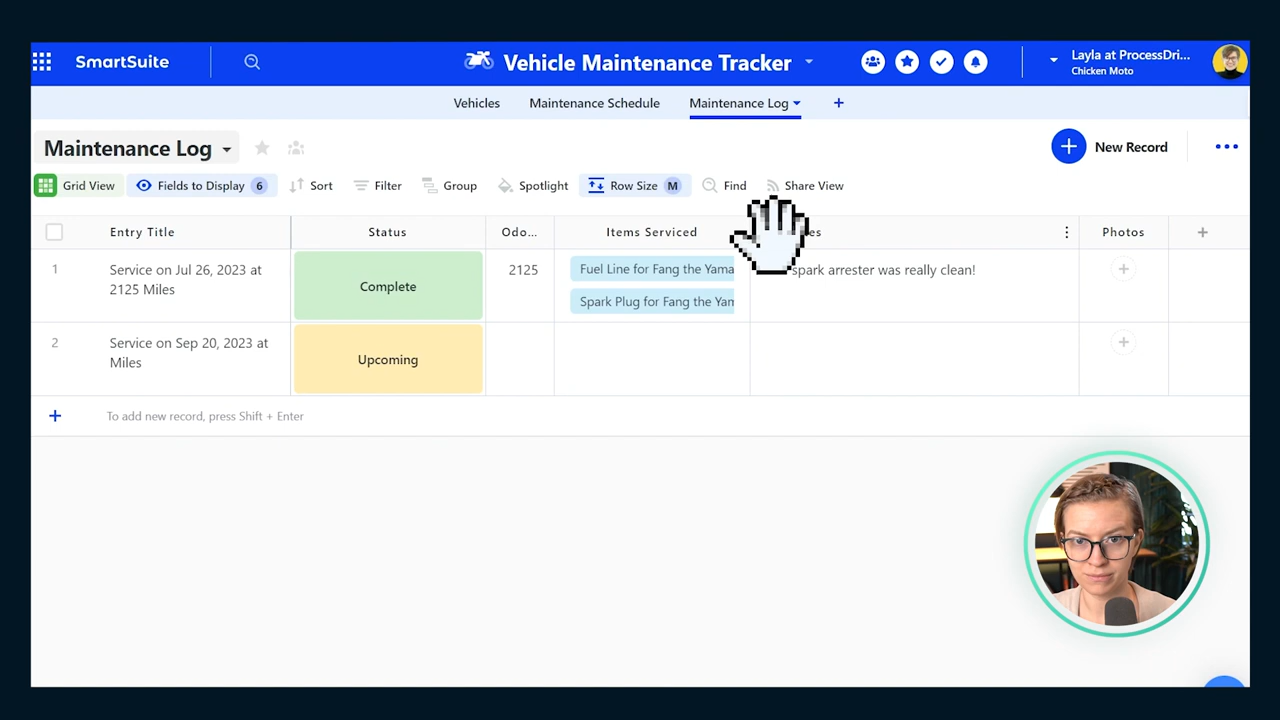 SmartSuite
Vehicle Maintenance Tracker
Layla at ProcessDri...
Chicken Moto
Vehicles
Maintenance Schedule
Maintenance Log
Maintenance Log
New Record
Grid View
Fields to Display 6
Sort
Filter
Group
Spotlight
Row Size M
Find
Share View
Entry Title
Status
Odo...
Items Serviced
Photos
1
Service on Jul 26, 2023 at
2125 Miles
Complete
2125
Fuel Line for Fang the Yama
Spark Plug for Fang the Yam
spark arrester was really clean!
2
Service on Sep 20, 2023 at
Miles
Upcoming
To add new record, press Shift + Enter